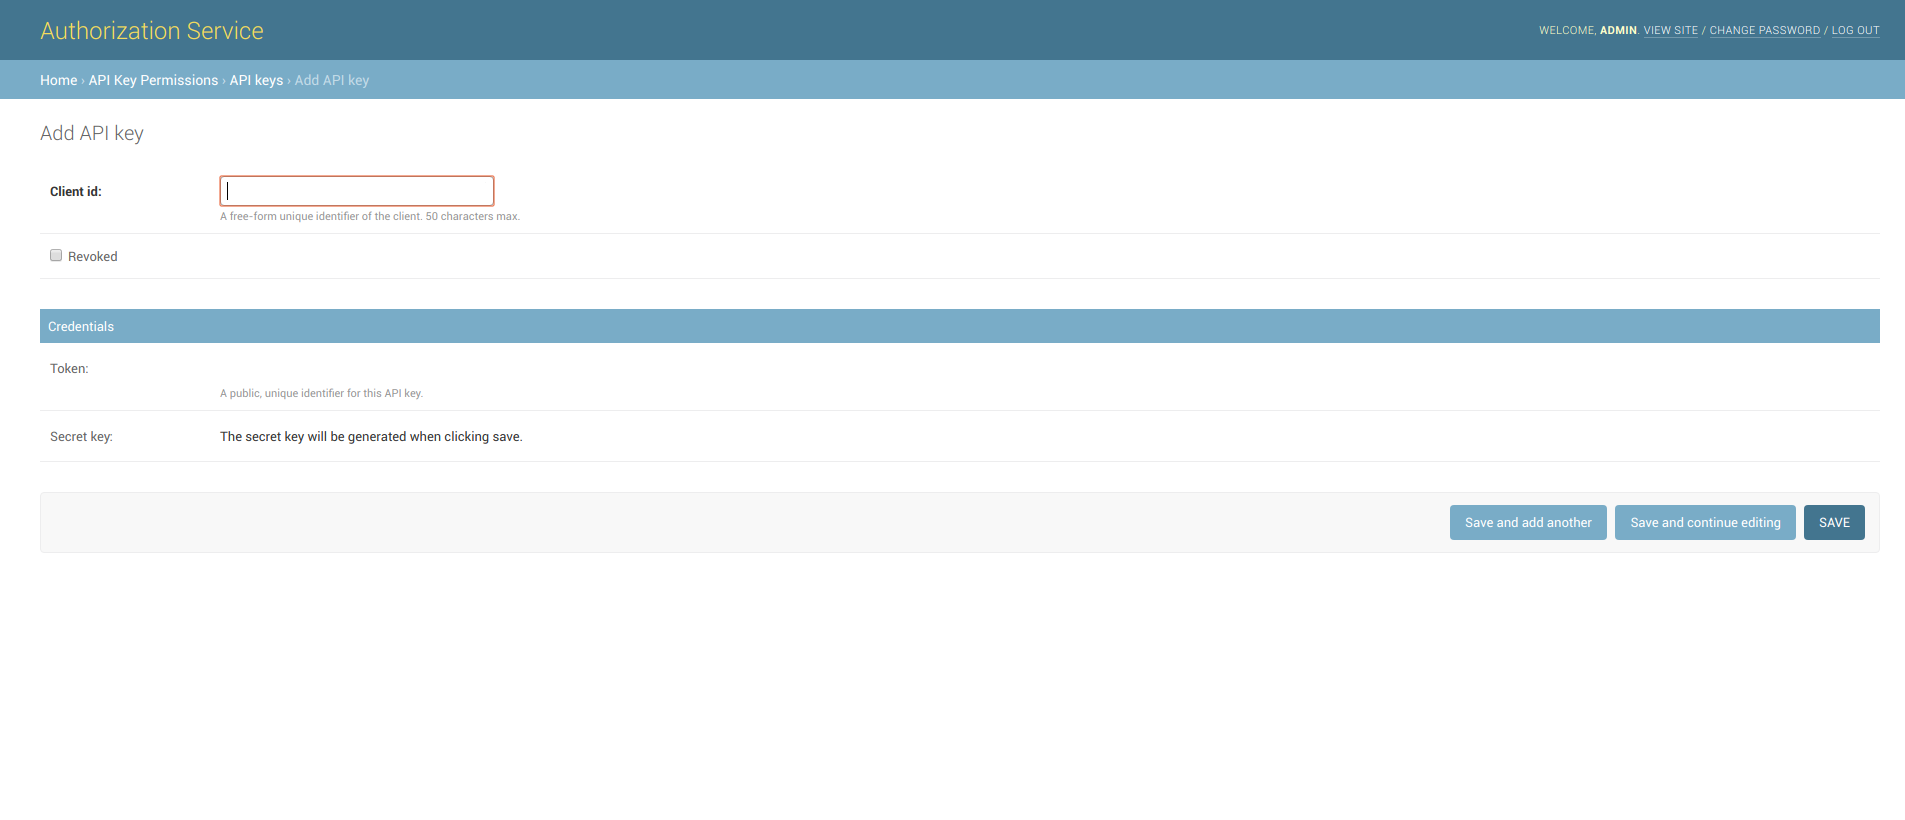 Authorization Service
WELCOME, ADMIN. VIEW SITE / CHANGE PASSWORD / LOG OUT
Home › API Key Permissions › API keys › Add API key
Add API key
Client id:
A free-form unique identifier of the client. 50 characters max.
Revoked
Credentials
Token:
A public, unique identifier for this API key.
Secret key: The secret key will be generated when clicking save.
Save and add another Save and continue editing SAVE